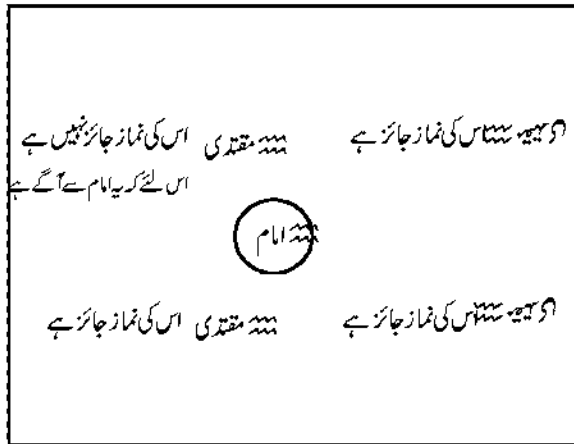 اس کی نماز جائز ہے
مقتدی اس کی نماز جائز نہیں ہے
اس لئے کہ یہ امام سے آگے ہے
امام
اس کی نماز جائز ہے
مقتدی اس کی نماز جائز ہے